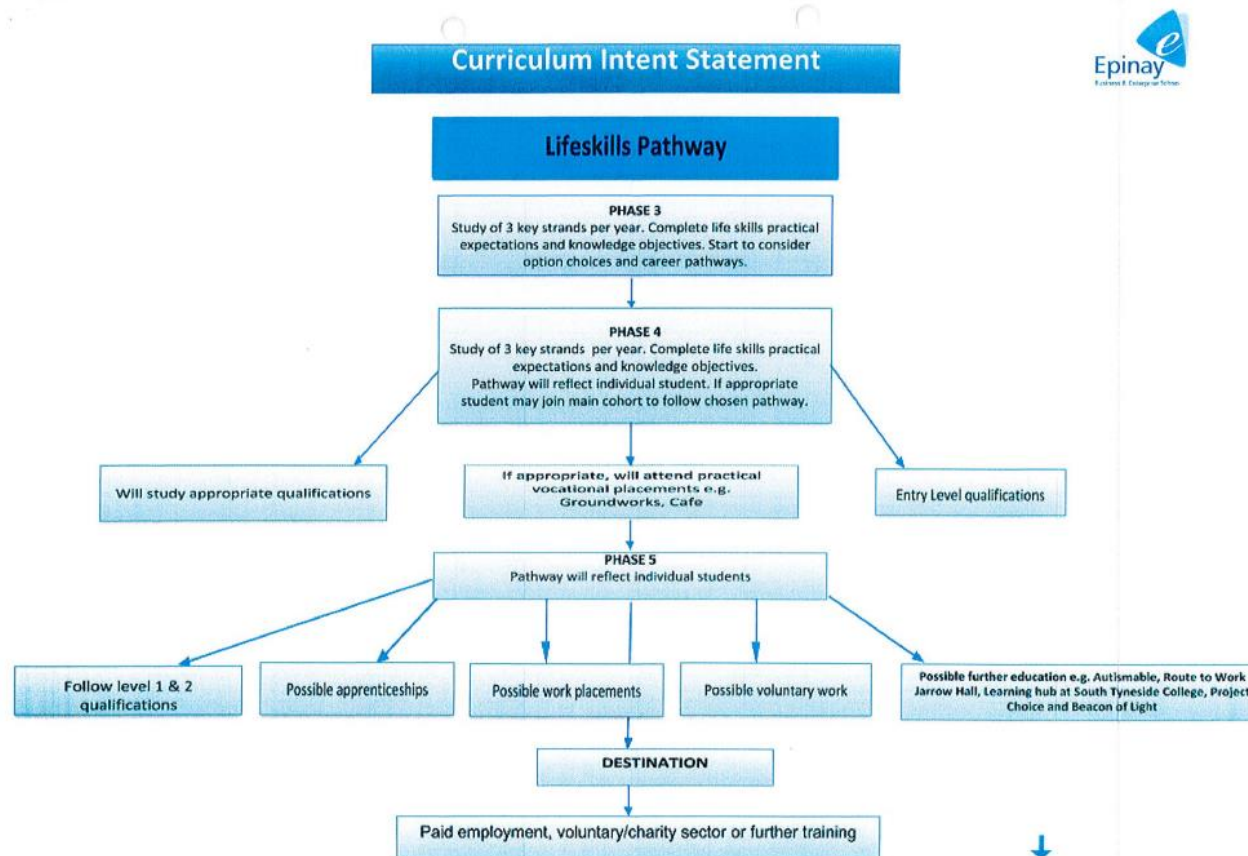 Curriculum Intent Statement
e
Epinay
Business & Enterprise School
Lifeskills Pathway
PHASE 3
Study of 3 key strands per year. Complete life skills practical
expectations and knowledge objectives. Start to consider
option choices and career pathways.
PHASE 4
Study of 3 key strands per year. Complete life skills practical
expectations and knowledge objectives.
Pathway will reflect individual student. If appropriate
student may join main cohort to follow chosen pathway.
Will study appropriate qualifications
If appropriate, will attend practical
vocational placements e.g.
Groundworks, Cafe
Entry Level qualifications
PHASE 5
Pathway will reflect individual students
Follow level 1 & 2
qualifications
Possible apprenticeships
Possible work placements
Possible voluntary work
Possible further education e.g. Autismable, Route to Work
Jarrow Hall, Learning hub at South Tyneside College, Project
Choice and Beacon of Light
DESTINATION
Paid employment, voluntary/charity sector or further training